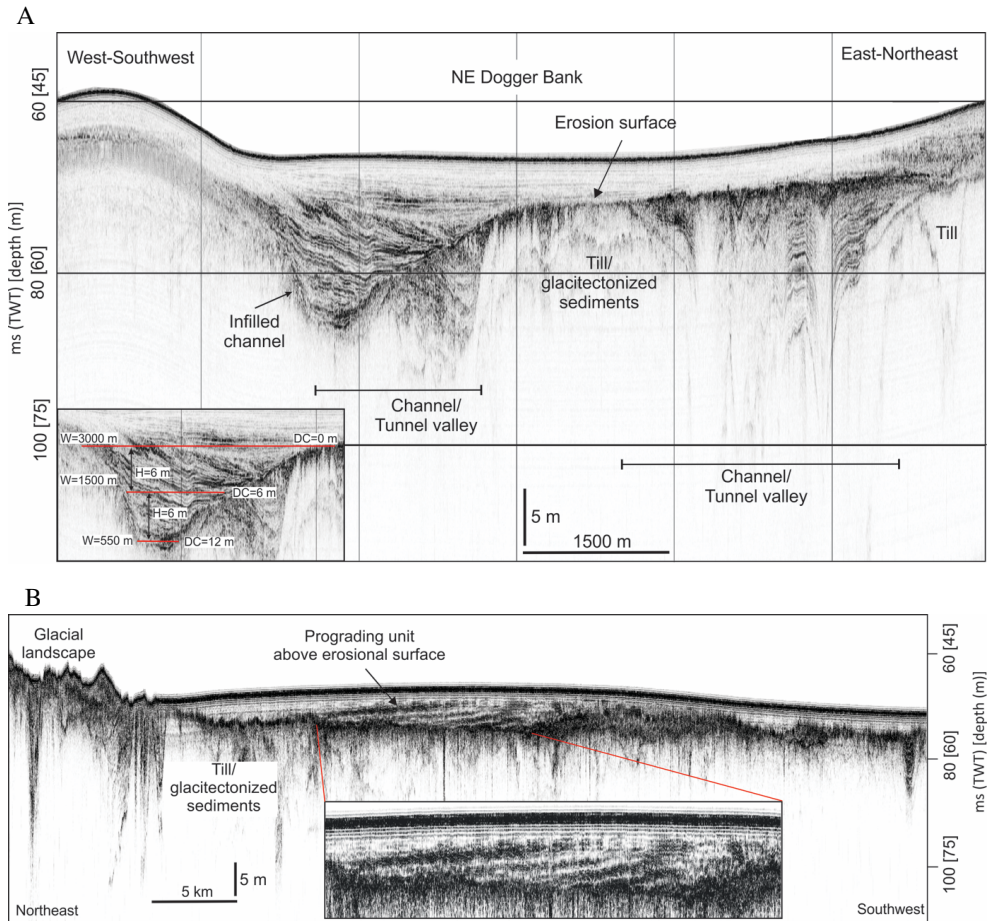 A
West-Southwest
East-Northeast
NE Dogger Bank
60 [45]
Erosion surface
ms (TWT) [depth (m)]
80 [60]
Till
Till/
glacitectonized
sediments
Infilled
channel
Channel/
Tunnel valley
100 [75]
W=3000 m
DC=0 m
H=6 m
W=1500 m
DC=6 m
H=6 m
W=550 m
DC=12 m
Channel/
Tunnel valley
5 m
1500 m
B
Glacial
landscape
Prograding unit
above erosional surface
60 [45]
ms (TWT) [depth (m)]
80 [60]
Till/
glacitectonized
sediments
100 [75]
5 m
5 km
Northeast
Southwest